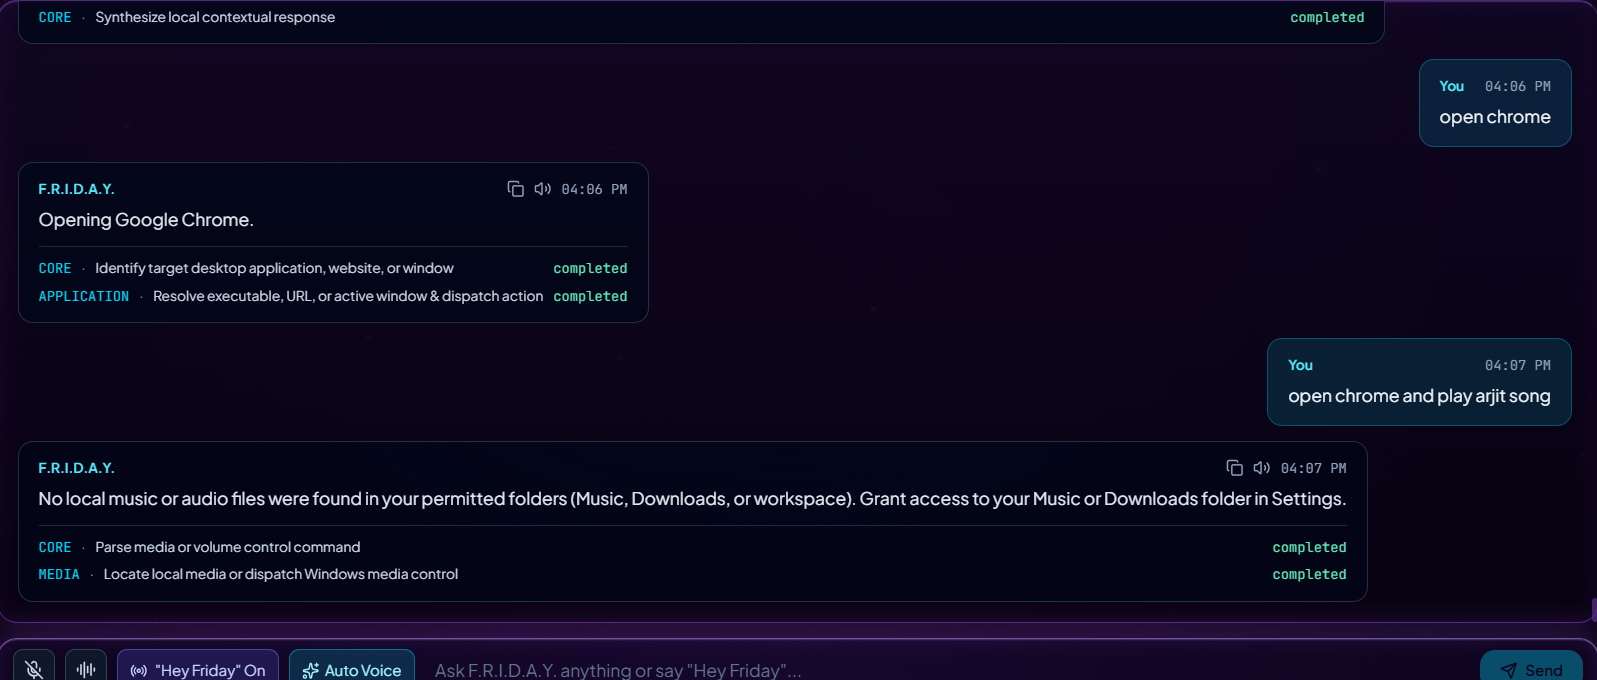 CORE · Synthesize local contextual response completed
You 04:06 PM
open chrome
F.R.I.D.A.Y. 04:06 PM
Opening Google Chrome.
CORE · Identify target desktop application, website, or window completed
APPLICATION · Resolve executable, URL, or active window & dispatch action completed
You 04:07 PM
open chrome and play arjit song
F.R.I.D.A.Y. 04:07 PM
No local music or audio files were found in your permitted folders (Music, Downloads, or workspace). Grant access to your Music or Downloads folder in Settings.
CORE · Parse media or volume control command completed
MEDIA · Locate local media or dispatch Windows media control completed
"Hey Friday" On Auto Voice Ask F.R.I.D.A.Y. anything or say "Hey Friday"... Send